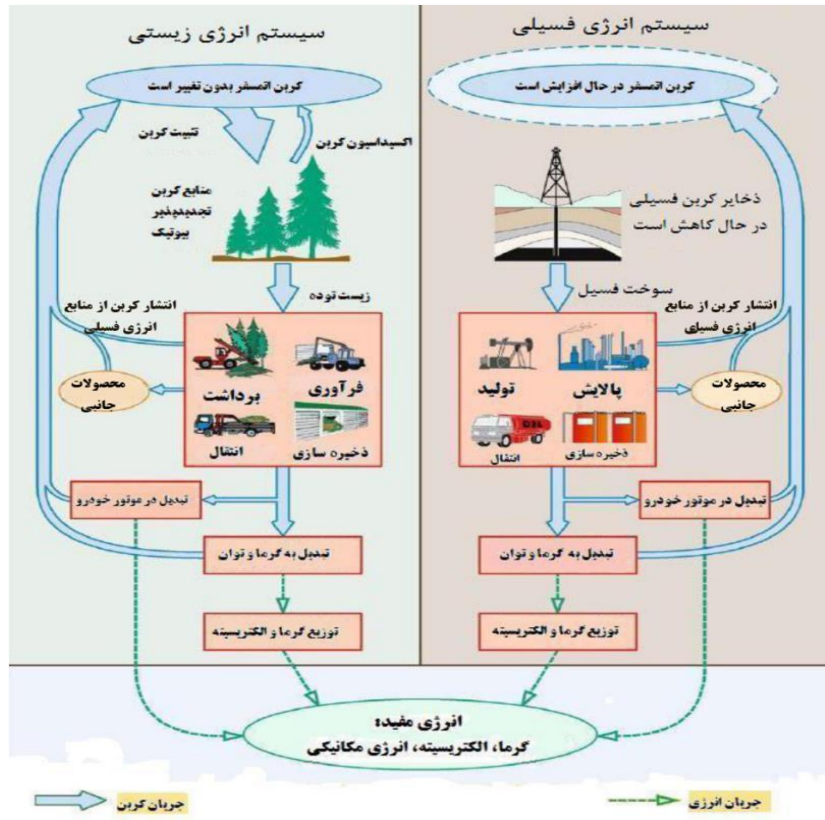 سیستم انرژی فسیلی
کربن اتمسفر در حال افزایش است
ذخایر کربن فسیلی
در حال کاهش است
سوخت فسیل
انتشار کربن از منابع
انرژی فسیای
تولید
پالایش
انتقال
OIL
ذخیره سازی
محصولات
جانبی
تبدیل در موتور خودرو
تبدیل به گرما و توان
توزیع گرما و الکتریسیته
سیستم انرژی زیستی
کربن اتمسفر بدون تغییر است
تثبیت کربن
اکسیداسیون کربن
منابع کربن
تجدیدپذیر
بیوتیک
زیست توده
انتشار کربن از منابع
انرژی فسیلی
برداشت
فرآوری
انتقال
ذخیره سازی
محصولات
جانبی
تبدیل در موتور خودرو
تبدیل به گرما و توان
توزیع گرما و الکتریسیته
انرژی مفید:
گرما، الکتریسیته، انرژی مکانیکی
جریان انرژی
جریان کربن